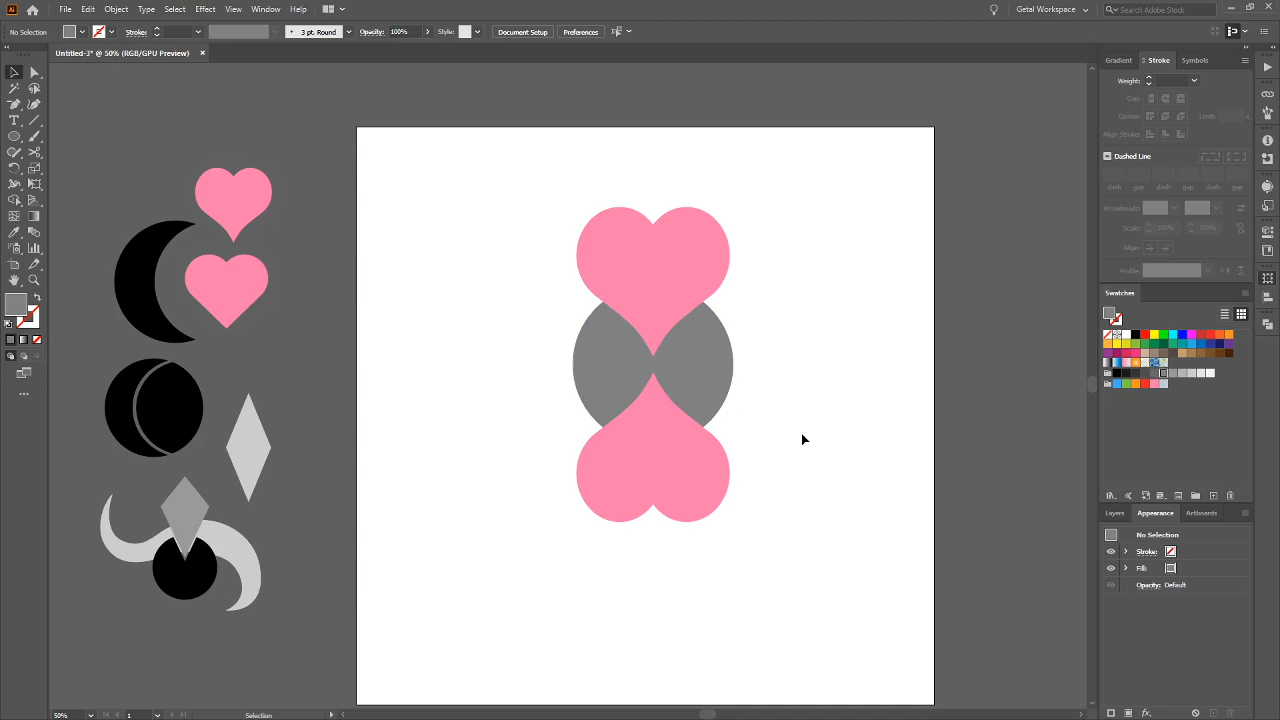 Ai File Edit Object Type Select Effect View Window Help Getal Workspace Search Adobe Stock
No Selection Stroke: 3 pt. Round Opacity: 100% Style: Document Setup Preferences
Untitled-3* @ 50% (RGB/GPU Preview)
Gradient Stroke Symbols
Weight:
Cap:
Corner: Limit:
Align Stroke:
Dashed Line
dash gap dash gap dash gap
Arrowheads:
Scale: 100% 100%
Align:
Profile:
Swatches
Layers Appearance Artboards
No Selection
Stroke:
Fill:
Opacity: Default
50% 1 Selection